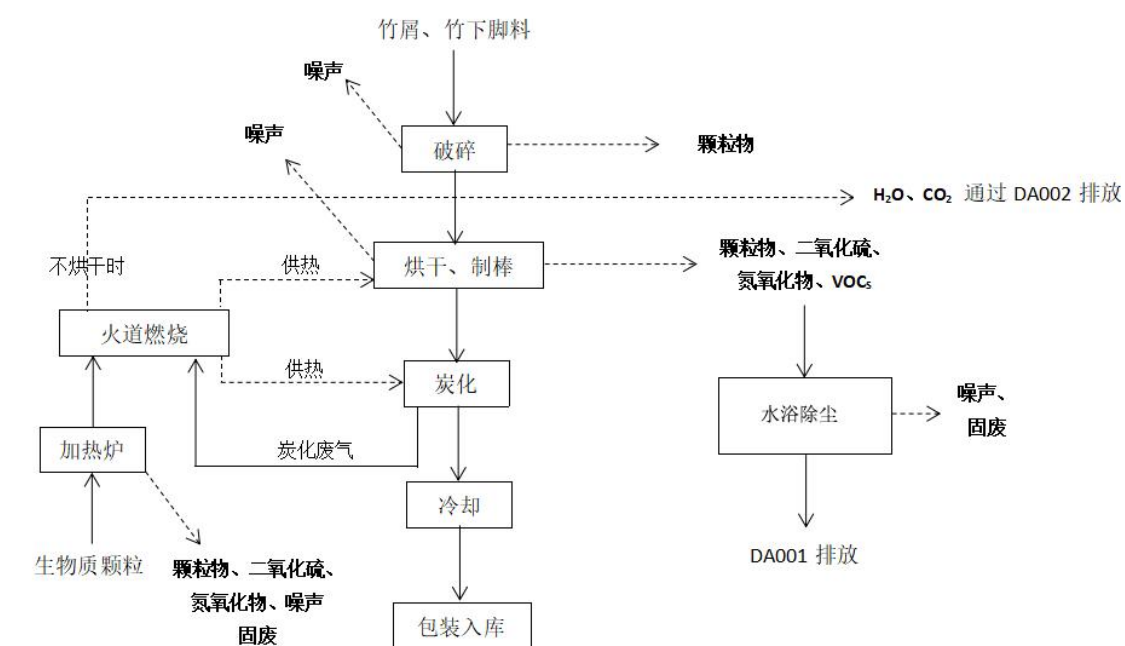 竹屑、竹下脚料
噪声
噪声
破碎
颗粒物
H₂O、CO₂ 通过 DA002 排放
不烘干时
供热
烘干、制棒
颗粒物、二氧化硫、
氮氧化物、VOCₛ
火道燃烧
供热
炭化
水浴除尘
噪声、
固废
加热炉
炭化废气
冷却
生物质颗粒
颗粒物、二氧化硫、
氮氧化物、噪声
固废
DA001 排放
包装入库